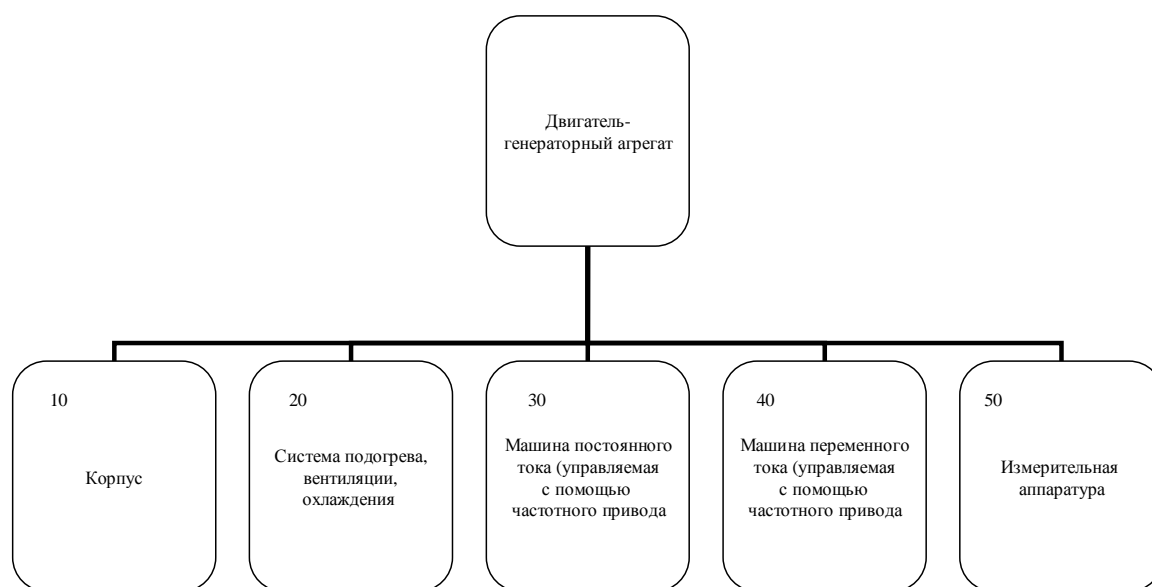 Двигатель-
генераторный агрегат
10
Корпус
20
Система подогрева,
вентиляции,
охлаждения
30
Машина постоянного
тока (управляемая
с помощью
частотного привода
40
Машина переменного
тока (управляемая
с помощью
частотного привода
50
Измерительная
аппаратура